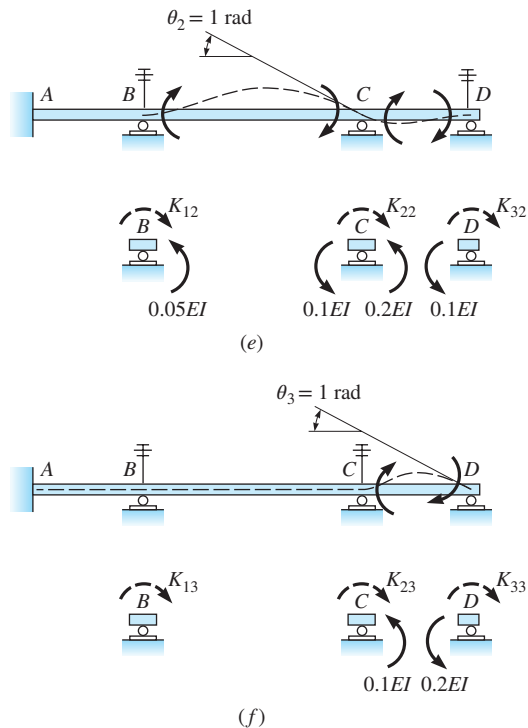 θ₂ = 1 rad
A B C D
K₁₂ K₂₂ K₃₂
B C D
0.05EI 0.1EI 0.2EI 0.1EI
(e)
θ₃ = 1 rad
A B C D
K₁₃ K₂₃ K₃₃
B C D
0.1EI 0.2EI
(f)